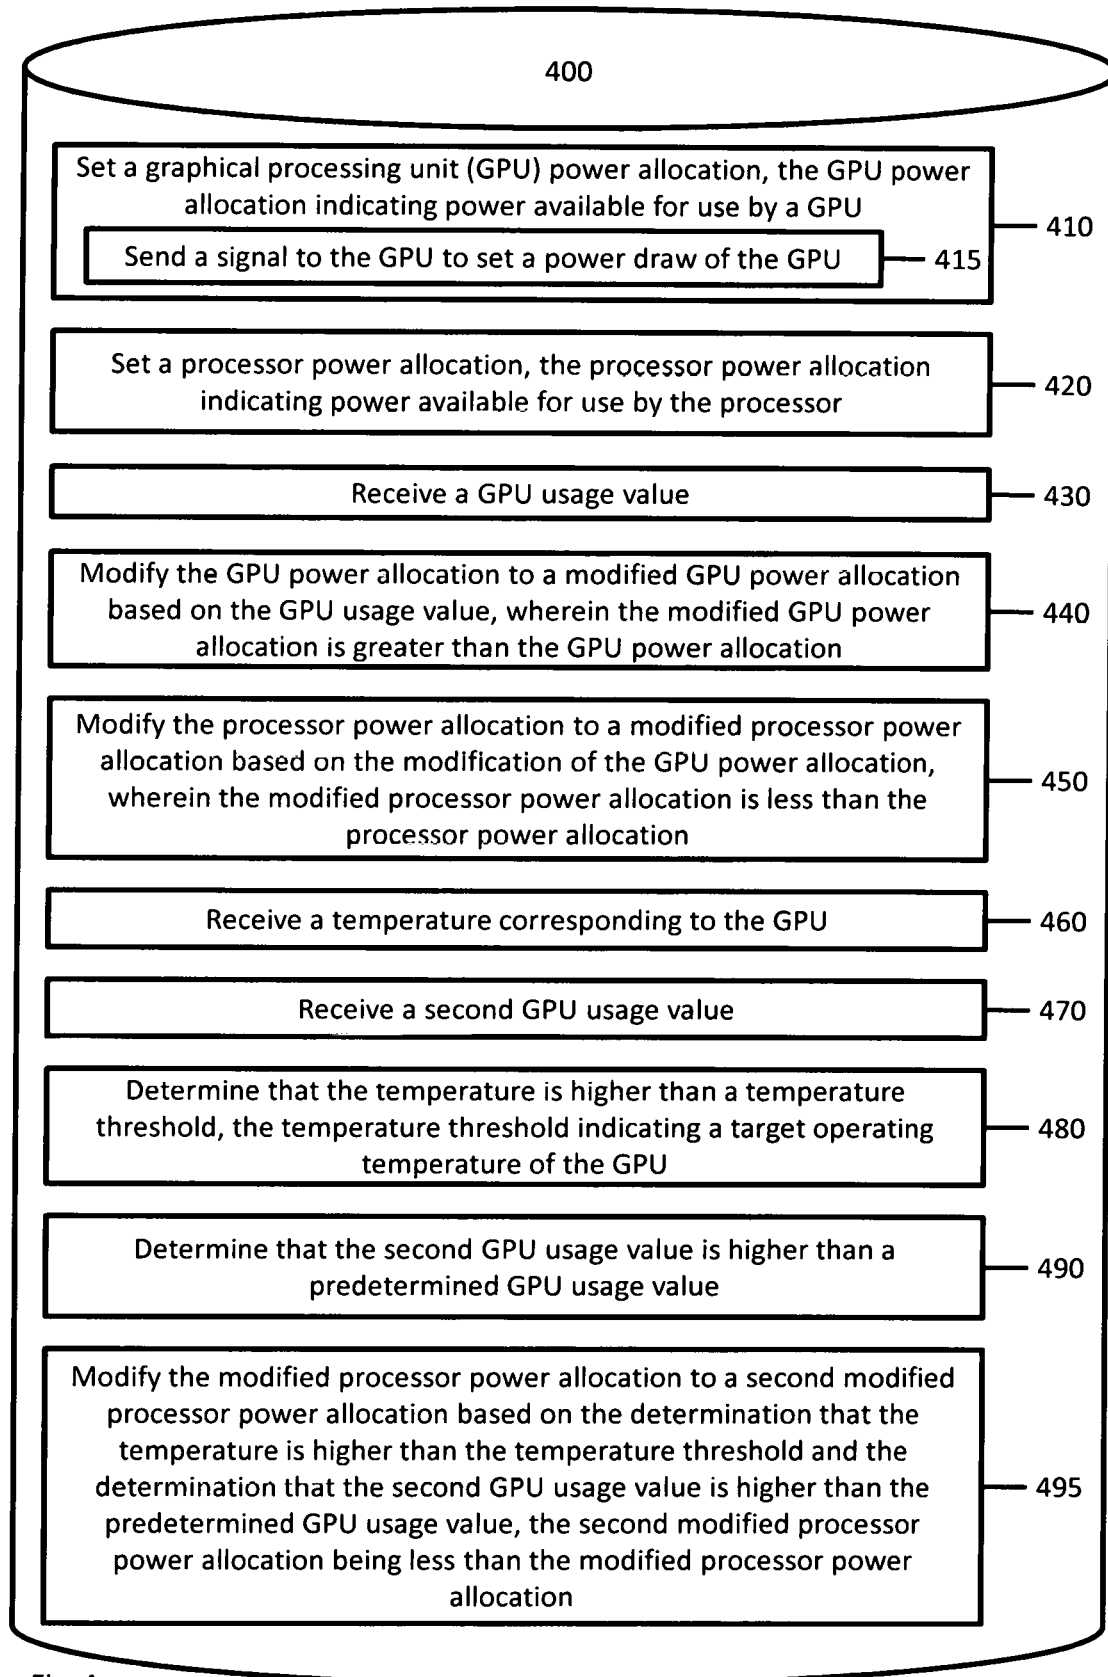 400
Set a graphical processing unit (GPU) power allocation, the GPU power
allocation indicating power available for use by a GPU
410
Send a signal to the GPU to set a power draw of the GPU
415
Set a processor power allocation, the processor power allocation
indicating power available for use by the processor
420
Receive a GPU usage value
430
Modify the GPU power allocation to a modified GPU power allocation
based on the GPU usage value, wherein the modified GPU power
allocation is greater than the GPU power allocation
440
Modify the processor power allocation to a modified processor power
allocation based on the modification of the GPU power allocation,
wherein the modified processor power allocation is less than the
processor power allocation
450
Receive a temperature corresponding to the GPU
460
Receive a second GPU usage value
470
Determine that the temperature is higher than a temperature
threshold, the temperature threshold indicating a target operating
temperature of the GPU
480
Determine that the second GPU usage value is higher than a
predetermined GPU usage value
490
Modify the modified processor power allocation to a second modified
processor power allocation based on the determination that the
temperature is higher than the temperature threshold and the
determination that the second GPU usage value is higher than the
predetermined GPU usage value, the second modified processor
power allocation being less than the modified processor power
allocation
495